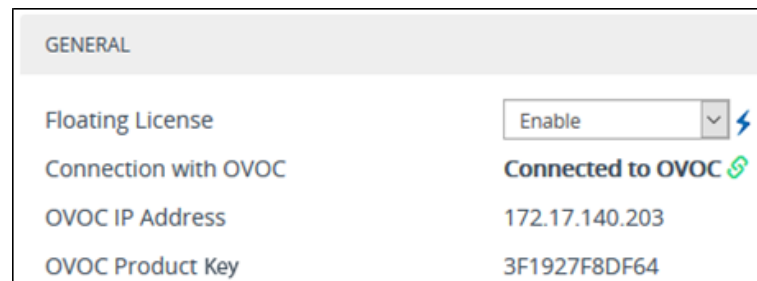 GENERAL
Floating License Enable
Connection with OVOC Connected to OVOC
OVOC IP Address 172.17.140.203
OVOC Product Key 3F1927F8DF64